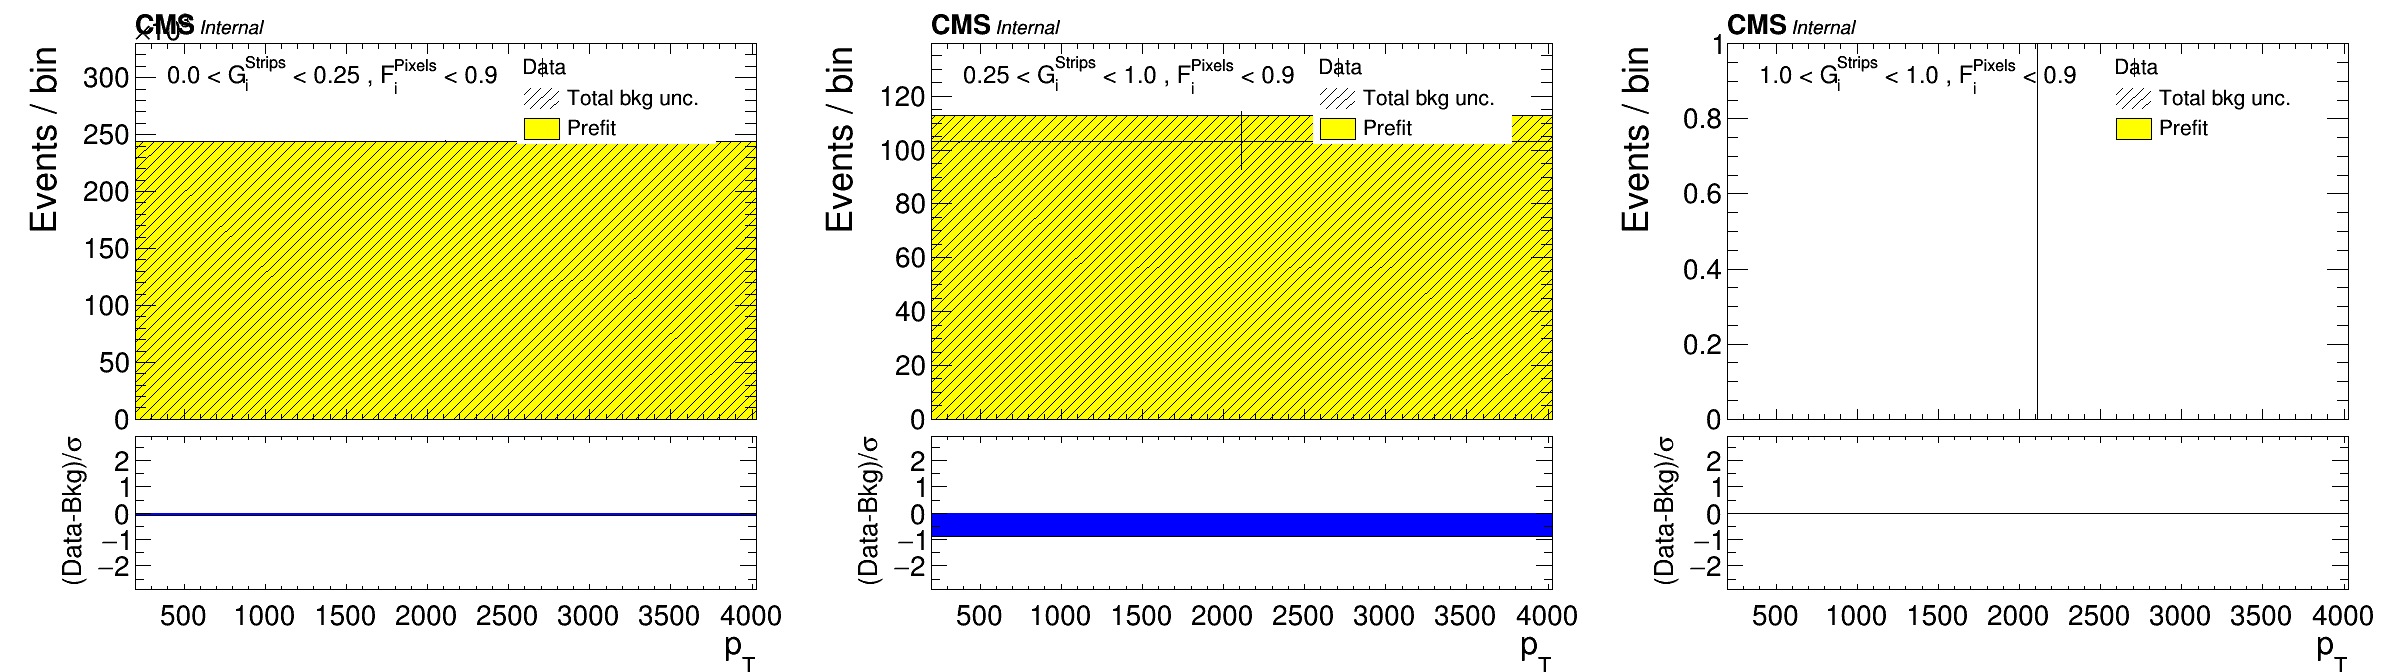 CMS Internal
×10³
Events / bin
300
250
200
150
100
50
0
0.0 < G_i^Strips < 0.25 , F_i^Pixels < 0.9
Data
Total bkg unc.
Prefit
(Data-Bkg)/σ
2
1
0
−1
−2
500 1000 1500 2000 2500 3000 3500 4000
p_T
CMS Internal
Events / bin
120
100
80
60
40
20
0
0.25 < G_i^Strips < 1.0 , F_i^Pixels < 0.9
Data
Total bkg unc.
Prefit
(Data-Bkg)/σ
2
1
0
−1
−2
500 1000 1500 2000 2500 3000 3500 4000
p_T
CMS Internal
Events / bin
1
0.8
0.6
0.4
0.2
0
1.0 < G_i^Strips < 1.0 , F_i^Pixels < 0.9
Data
Total bkg unc.
Prefit
(Data-Bkg)/σ
2
1
0
−1
−2
500 1000 1500 2000 2500 3000 3500 4000
p_T